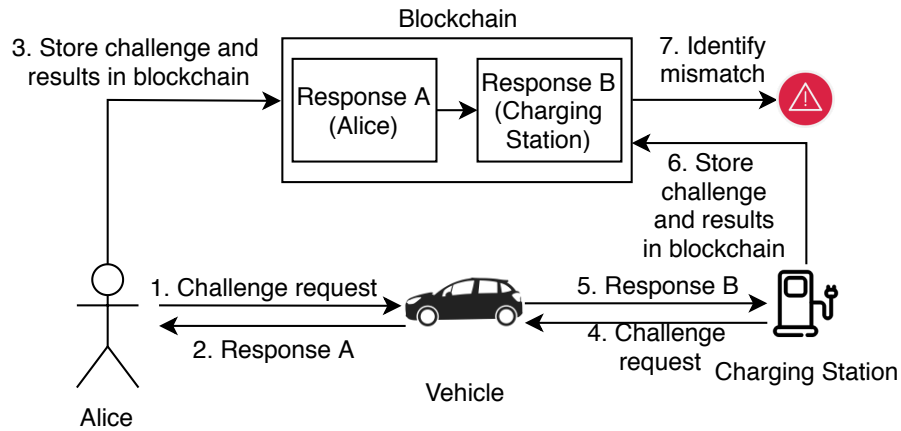 Blockchain
3. Store challenge and
results in blockchain
Response A
(Alice)
Response B
(Charging
Station)
7. Identify
mismatch
6. Store
challenge
and results
in blockchain
1. Challenge request
2. Response A
5. Response B
4. Challenge
request
Vehicle
Charging Station
Alice